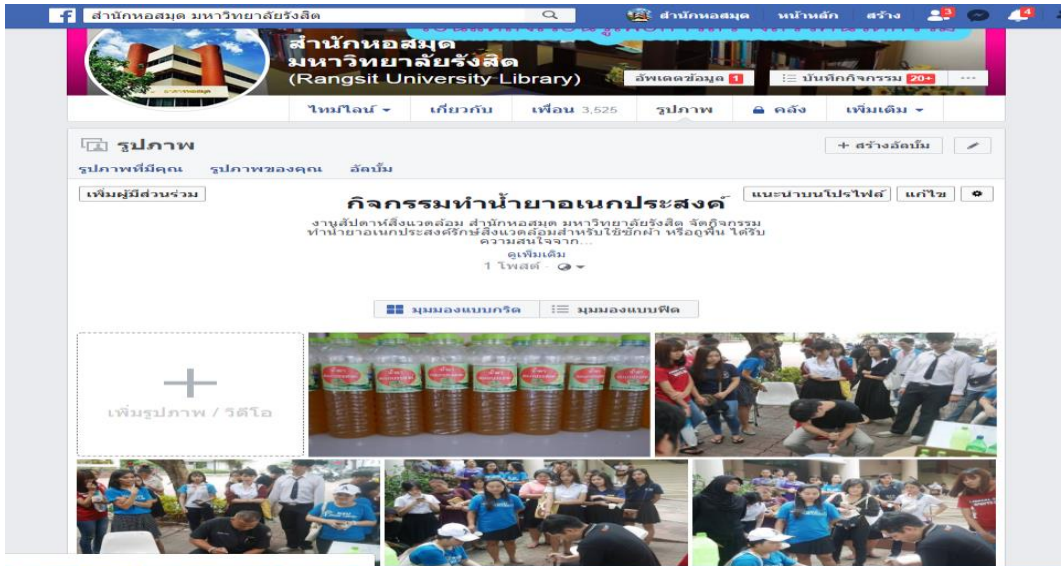 สำนักหอสมุด มหาวิทยาลัยรังสิต
สำนักหอสมุด หน้าหลัก สร้าง 3 4
สำนักหอสมุด
มหาวิทยาลัยรังสิต
(Rangsit University Library)
อัพเดตข้อมูล 1 บันทึกกิจกรรม 20+ ...
ไทม์ไลน์ เกี่ยวกับ เพื่อน 3,525 รูปภาพ คลัง เพิ่มเติม
รูปภาพ
+ สร้างอัลบั้ม
รูปภาพที่มีคุณ รูปภาพของคุณ อัลบั้ม
เพิ่มผู้มีส่วนร่วม
แนะนำบนโปรไฟล์ แก้ไข
กิจกรรมทำน้ำยาอเนกประสงค์
งานสัปดาห์สิ่งแวดล้อม สำนักหอสมุด มหาวิทยาลัยรังสิต จัดกิจกรรม
ทำน้ำยาอเนกประสงค์รักษ์สิ่งแวดล้อมสำหรับใช้ซักผ้า หรือถูพื้น ได้รับ
ความสนใจจาก...
ดูเพิ่มเติม
1 โพสต์ ·
มุมมองแบบกริด มุมมองแบบฟีด
เพิ่มรูปภาพ / วิดีโอ